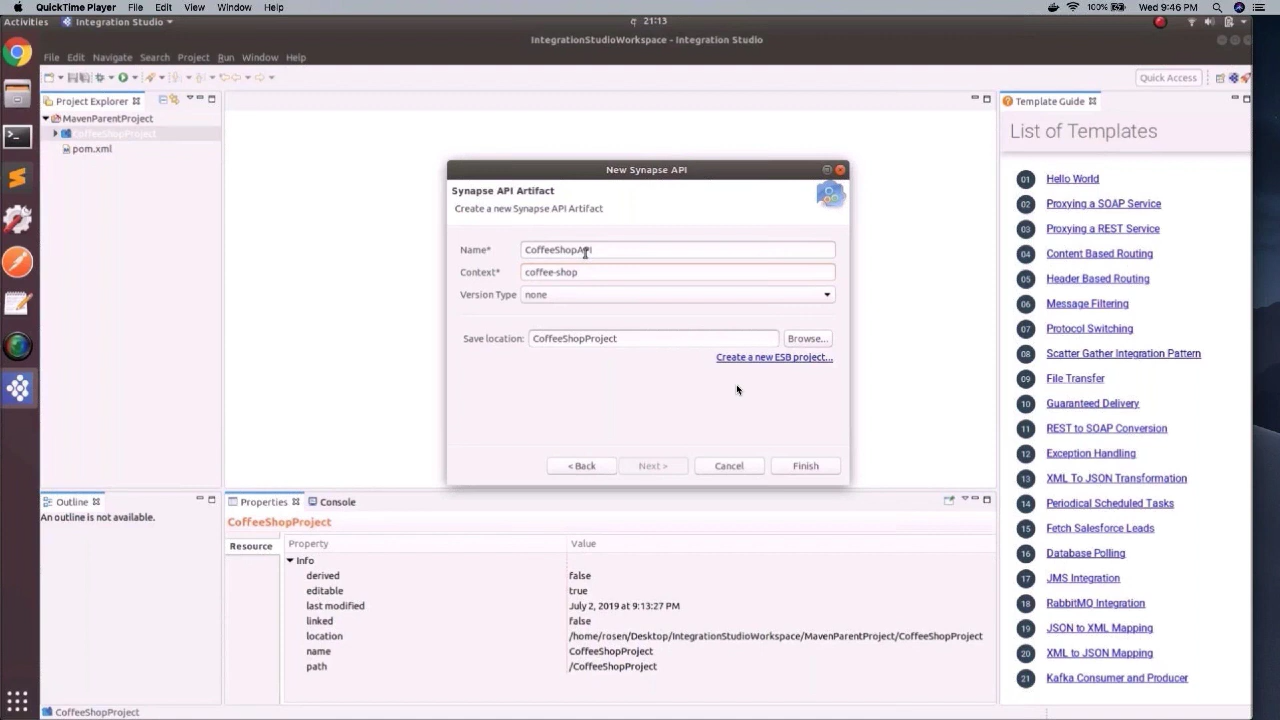 QuickTime Player File Edit View Window Help 100% Wed 9:46 PM
Activities Integration Studio 21:13
IntegrationStudioWorkspace - Integration Studio
File Edit Navigate Search Project Run Window Help
Quick Access
Project Explorer
MavenParentProject
CoffeeShopProject
pom.xml
New Synapse API
Synapse API Artifact
Create a new Synapse API Artifact
Name* CoffeeShopAPI
Context* coffee-shop
Version Type none
Save location: CoffeeShopProject Browse...
Create a new ESB project...
< Back Next > Cancel Finish
Template Guide
List of Templates
01 Hello World
02 Proxying a SOAP Service
03 Proxying a REST Service
04 Content Based Routing
05 Header Based Routing
06 Message Filtering
07 Protocol Switching
08 Scatter Gather Integration Pattern
09 File Transfer
10 Guaranteed Delivery
11 REST to SOAP Conversion
12 Exception Handling
13 XML To JSON Transformation
14 Periodical Scheduled Tasks
15 Fetch Salesforce Leads
16 Database Polling
17 JMS Integration
18 RabbitMQ Integration
19 JSON to XML Mapping
20 XML to JSON Mapping
21 Kafka Consumer and Producer
Outline
An outline is not available.
Properties Console
CoffeeShopProject
Resource
Property Value
Info
derived false
editable true
last modified July 2, 2019 at 9:13:27 PM
linked false
location /home/rosen/Desktop/IntegrationStudioWorkspace/MavenParentProject/CoffeeShopProject
name CoffeeShopProject
path /CoffeeShopProject
CoffeeShopProject